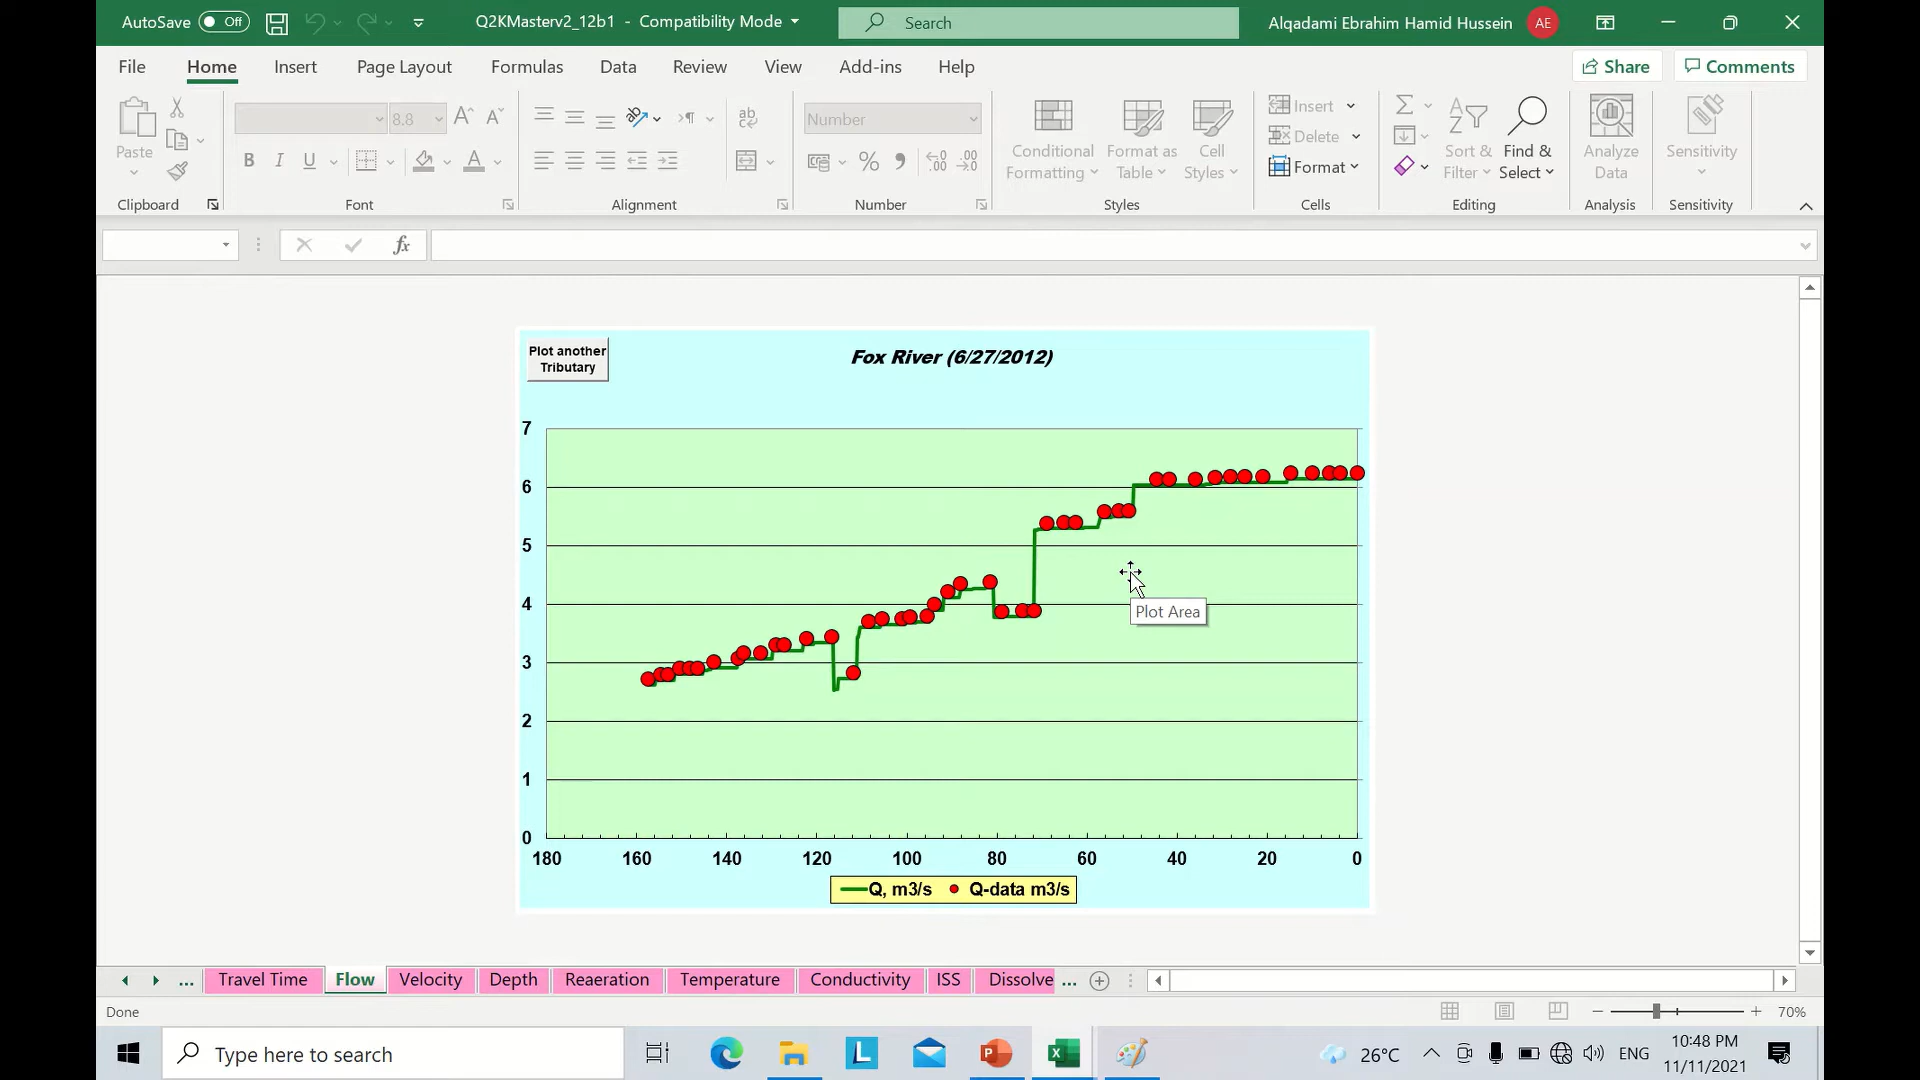 AutoSave Off Q2KMasterv2_12b1 - Compatibility Mode Search Alqadami Ebrahim Hamid Hussein AE
File Home Insert Page Layout Formulas Data Review View Add-ins Help Share Comments
Paste
Clipboard
8.8
B I U
Font
ab
Alignment
Number
%
Number
Conditional Formatting
Format as Table
Cell Styles
Styles
Insert
Delete
Format
Cells
Sort & Filter
Find & Select
Editing
Analyze Data
Analysis
Sensitivity
Sensitivity
fx
Plot another
Tributary
Fox River (6/27/2012)
7
6
5
4
3
2
1
0
Plot Area
180 160 140 120 100 80 60 40 20 0
Q, m3/s Q-data m3/s
... Travel Time Flow Velocity Depth Reaeration Temperature Conductivity ISS Dissolve ...
Done 70%
Type here to search 26°C ENG 10:48 PM
11/11/2021